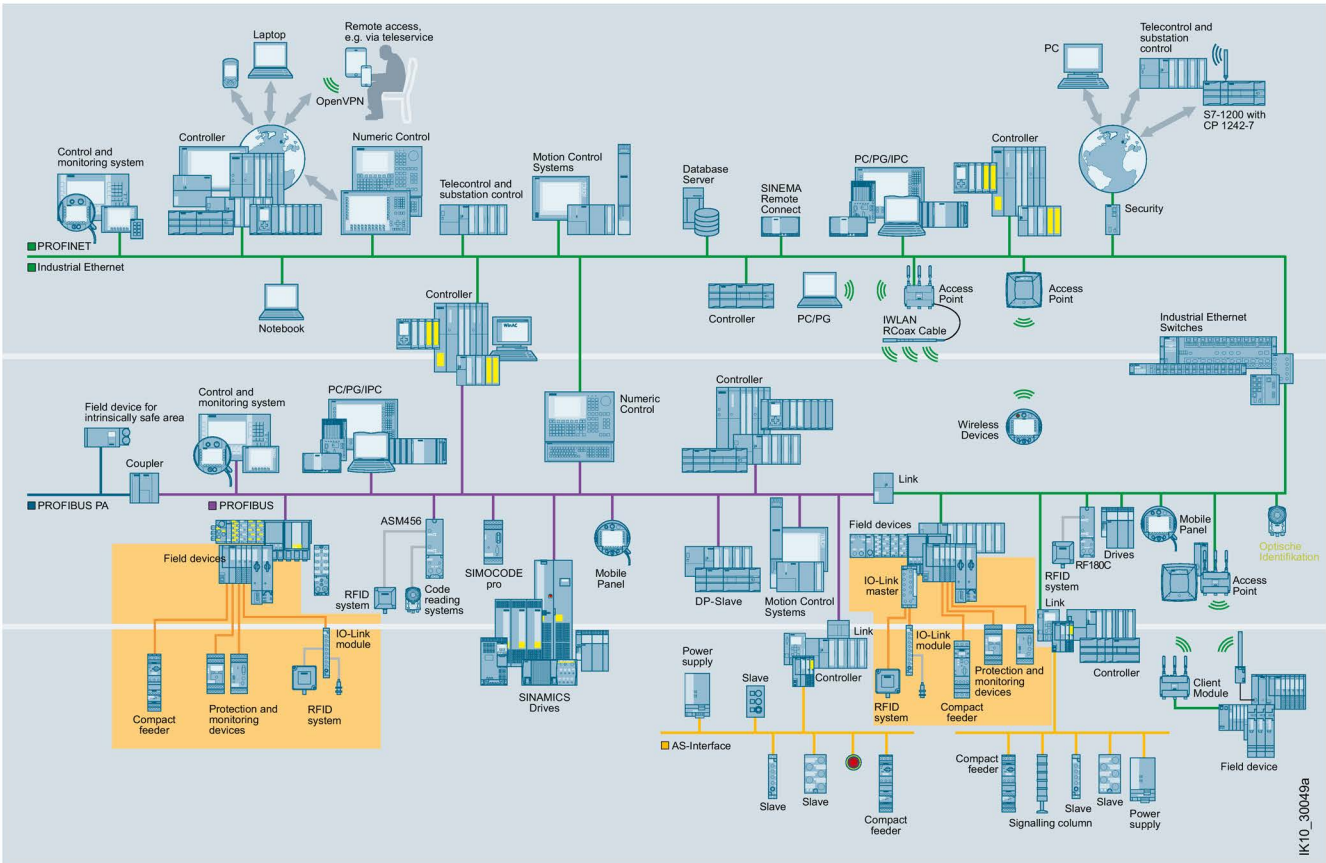 Laptop
Remote access,
e.g. via teleservice
OpenVPN
PC
Telecontrol and
substation
control
S7-1200 with
CP 1242-7
Control and
monitoring system
Controller
Numeric Control
Telecontrol and
substation control
Motion Control
Systems
Database
Server
SINEMA
Remote
Connect
PC/PG/IPC
Controller
Security
PROFINET
Industrial Ethernet
Notebook
Controller
WinAC
Controller
PC/PG
Access
Point
IWLAN
RCoax Cable
Access
Point
Industrial Ethernet
Switches
Field device for
intrinsically safe area
Control and
monitoring system
PC/PG/IPC
Numeric
Control
Controller
Wireless
Devices
Coupler
Link
PROFIBUS PA
PROFIBUS
Field devices
ASM456
RFID
system
Code
reading
systems
SIMOCODE
pro
Mobile
Panel
DP-Slave
Motion Control
Systems
Field devices
IO-Link
master
RFID
system
RF180C
Drives
Mobile
Panel
Access
Point
Optische
Identifikation
IO-Link
module
Compact
feeder
Protection and
monitoring
devices
RFID
system
SINAMICS
Drives
Power
supply
Slave
Link
Controller
IO-Link
module
RFID
system
Compact
feeder
Protection and
monitoring
devices
Link
Controller
Client
Module
Field device
AS-Interface
Slave
Slave
Compact
feeder
Compact
feeder
Signalling column
Slave
Slave
Power
supply
IK10_30049a